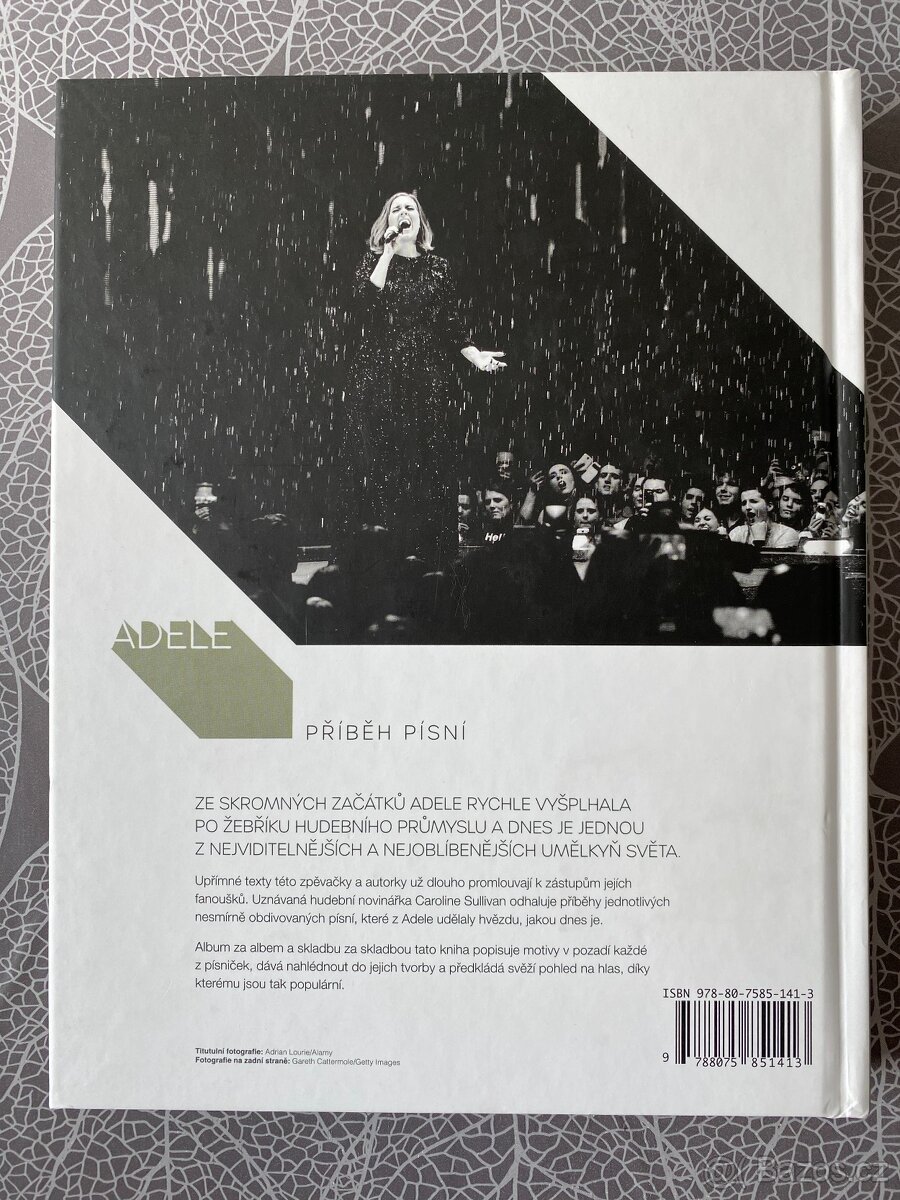 Hell
ADELE
PŘÍBĚH PÍSNÍ
ZE SKROMNÝCH ZAČÁTKŮ ADELE RYCHLE VYŠPLHALA
PO ŽEBŘÍKU HUDEBNÍHO PRŮMYSLU A DNES JE JEDNOU
Z NEJVIDITELNĚJŠÍCH A NEJOBLÍBENĚJŠÍCH UMĚLKYŇ SVĚTA.
Upřímné texty této zpěvačky a autorky už dlouho promlouvají k zástupům jejích
fanoušků. Uznávaná hudební novinářka Caroline Sullivan odhaluje příběhy jednotlivých
nesmírně obdivovaných písní, které z Adele udělaly hvězdu, jakou dnes je.
Album za albem a skladbu za skladbou tato kniha popisuje motivy v pozadí každé
z písniček, dává nahlédnout do jejich tvorby a předkládá svěží pohled na hlas, díky
kterému jsou tak populární.
ISBN 978-80-7585-141-3
9 788075 851413
Titutulní fotografie: Adrian Lourie/Alamy
Fotografie na zadní straně: Gareth Cattermole/Getty Images
Bazos.cz